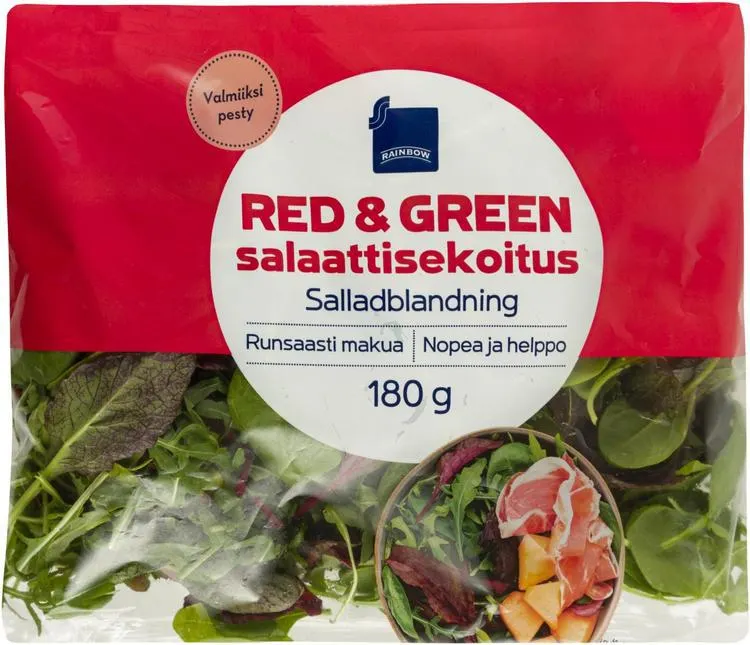 Valmiiksi
pesty
RAINBOW
RED & GREEN
salaattisekoitus
Salladblandning
Runsaasti makua | Nopea ja helppo
180 g